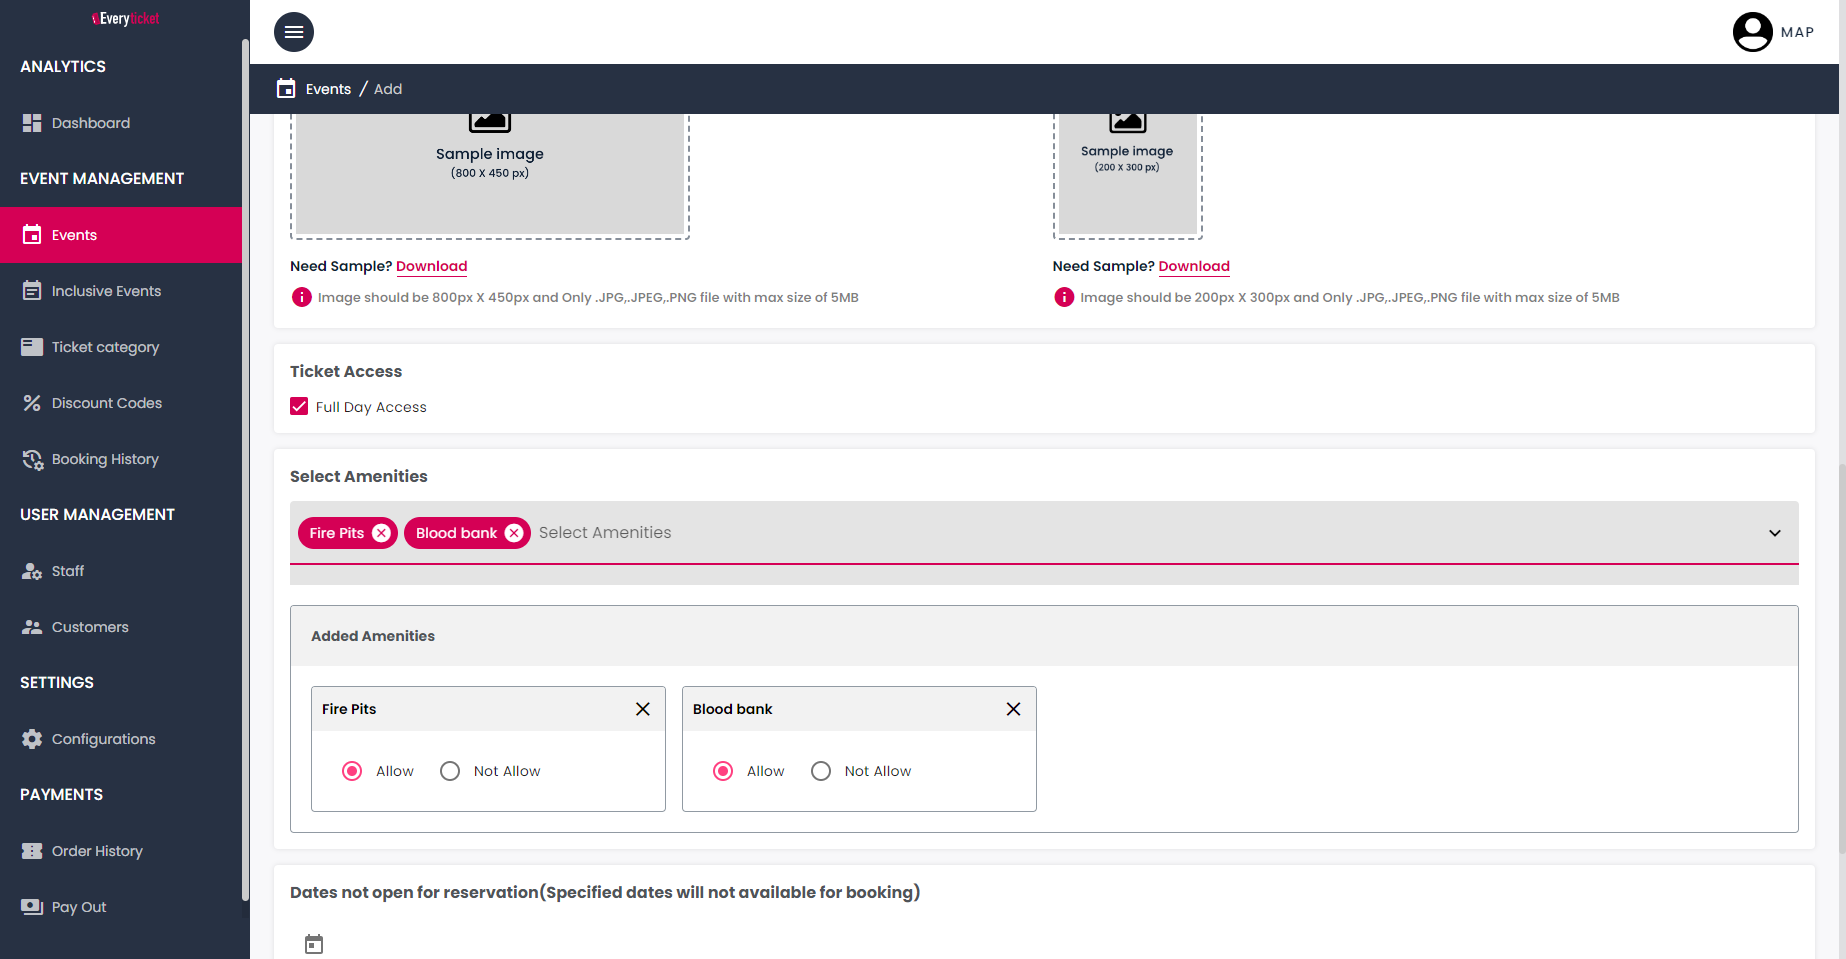 Everyticket
ANALYTICS
Dashboard
EVENT MANAGEMENT
Events
Inclusive Events
Ticket category
Discount Codes
Booking History
USER MANAGEMENT
Staff
Customers
SETTINGS
Configurations
PAYMENTS
Order History
Pay Out
MAP
Events / Add
Sample image
(800 X 450 px)
Need Sample? Download
Image should be 800px X 450px and Only .JPG,.JPEG,.PNG file with max size of 5MB
Sample image
(200 X 300 px)
Need Sample? Download
Image should be 200px X 300px and Only .JPG,.JPEG,.PNG file with max size of 5MB
Ticket Access
Full Day Access
Select Amenities
Fire Pits Blood bank Select Amenities
Added Amenities
Fire Pits
Allow Not Allow
Blood bank
Allow Not Allow
Dates not open for reservation(Specified dates will not available for booking)